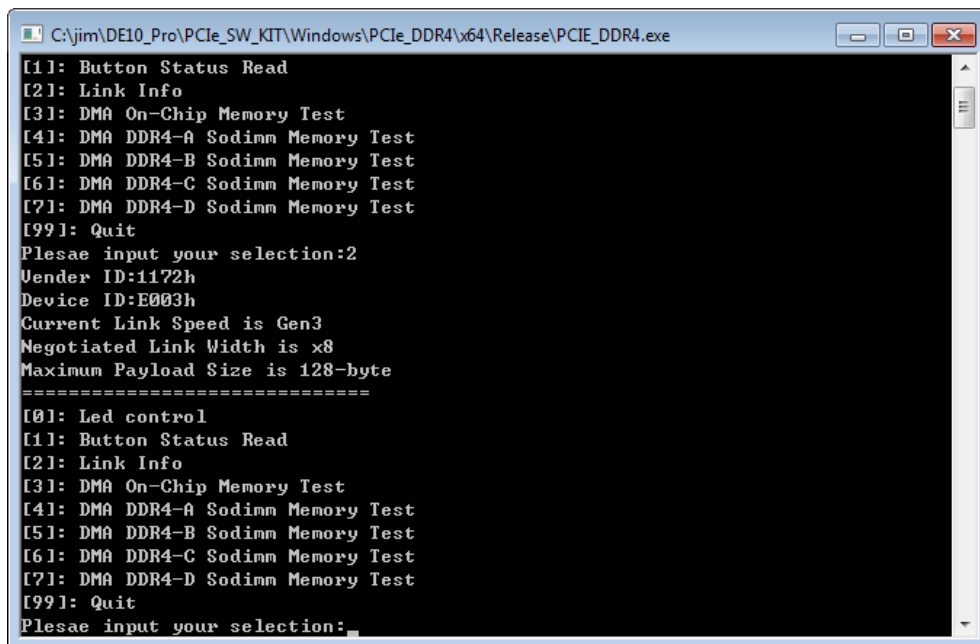 C:\jim\DE10_Pro\PCIe_SW_KIT\Windows\PCIe_DDR4\x64\Release\PCIE_DDR4.exe
[1]: Button Status Read
[2]: Link Info
[3]: DMA On-Chip Memory Test
[4]: DMA DDR4-A Sodimm Memory Test
[5]: DMA DDR4-B Sodimm Memory Test
[6]: DMA DDR4-C Sodimm Memory Test
[7]: DMA DDR4-D Sodimm Memory Test
[99]: Quit
Plesae input your selection:2
Vender ID:1172h
Device ID:E003h
Current Link Speed is Gen3
Negotiated Link Width is x8
Maximum Payload Size is 128-byte
==============================
[0]: Led control
[1]: Button Status Read
[2]: Link Info
[3]: DMA On-Chip Memory Test
[4]: DMA DDR4-A Sodimm Memory Test
[5]: DMA DDR4-B Sodimm Memory Test
[6]: DMA DDR4-C Sodimm Memory Test
[7]: DMA DDR4-D Sodimm Memory Test
[99]: Quit
Plesae input your selection: